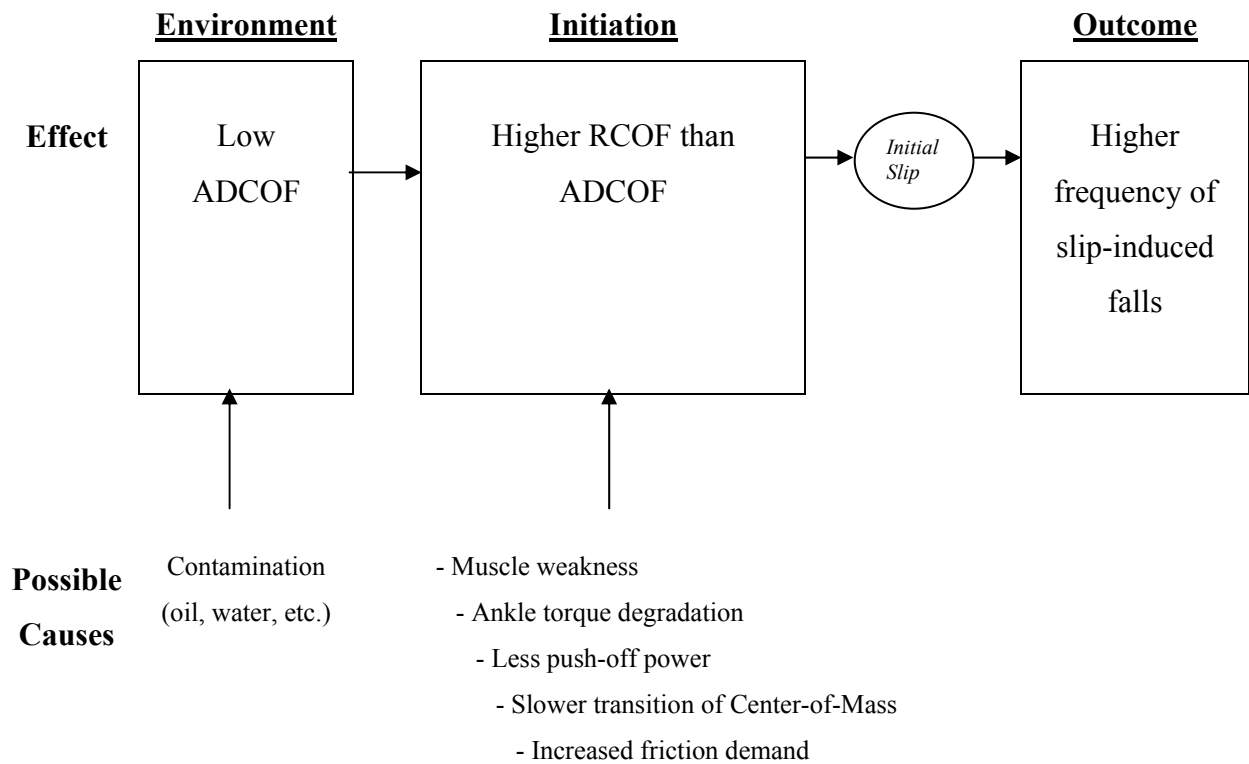 Environment
Initiation
Outcome
Effect
Low
ADCOF
Higher RCOF than
ADCOF
Initial
Slip
Higher
frequency of
slip-induced
falls
Possible
Causes
Contamination
(oil, water, etc.)
- Muscle weakness
- Ankle torque degradation
- Less push-off power
- Slower transition of Center-of-Mass
- Increased friction demand